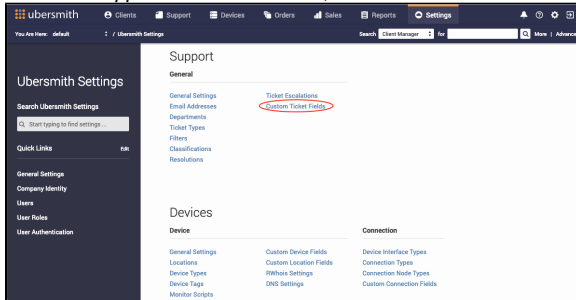 ubersmith Clients Support Devices Orders Sales Reports Settings
You Are Here: default / Ubersmith Settings Search Client Manager for More | Advance
Support
General
Ubersmith Settings
General Settings Ticket Escalations
Search Ubersmith Settings Email Addresses Custom Ticket Fields
Departments
Start typing to find settings ... Ticket Types
Filters
Quick Links Edit Classifications
Resolutions
General Settings
Company Identity
Users Devices
User Roles Device Connection
User Authentication
General Settings Custom Device Fields Device Interface Types
Locations Custom Location Fields Connection Types
Device Types RWhois Settings Connection Node Types
Device Tags DNS Settings Custom Connection Fields
Monitor Scripts